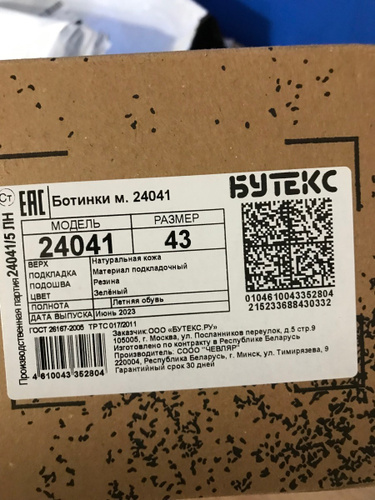 Ст
EAC
Ботинки м. 24041
БУТЕКС
МОДЕЛЬ РАЗМЕР
24041 43
ВЕРХ Натуральная кожа
ПОДКЛАДКА Материал подкладочный
ПОДОШВА Резина
ЦВЕТ Зелёный
ПОЛНОТА Летняя обувь
ДАТА ВЫПУСКА Июнь 2023
0104610043352804
215233688430332
ГОСТ 26167-2005 ТР ТС 017/2011
Заказчик:ООО «БУТЕКС.РУ»
105005, г. Москва, ул. Посланников переулок, д.5 стр.9
Изготовлено по контракту в Республике Беларусь
Производитель: СООО "ЧЕВЛЯР"
220004, Республика Беларусь, г. Минск, ул. Тимирязева, 9
Гарантийный срок 30 дней
4 610043 352804
Производственная партия 24041/5 ЛН